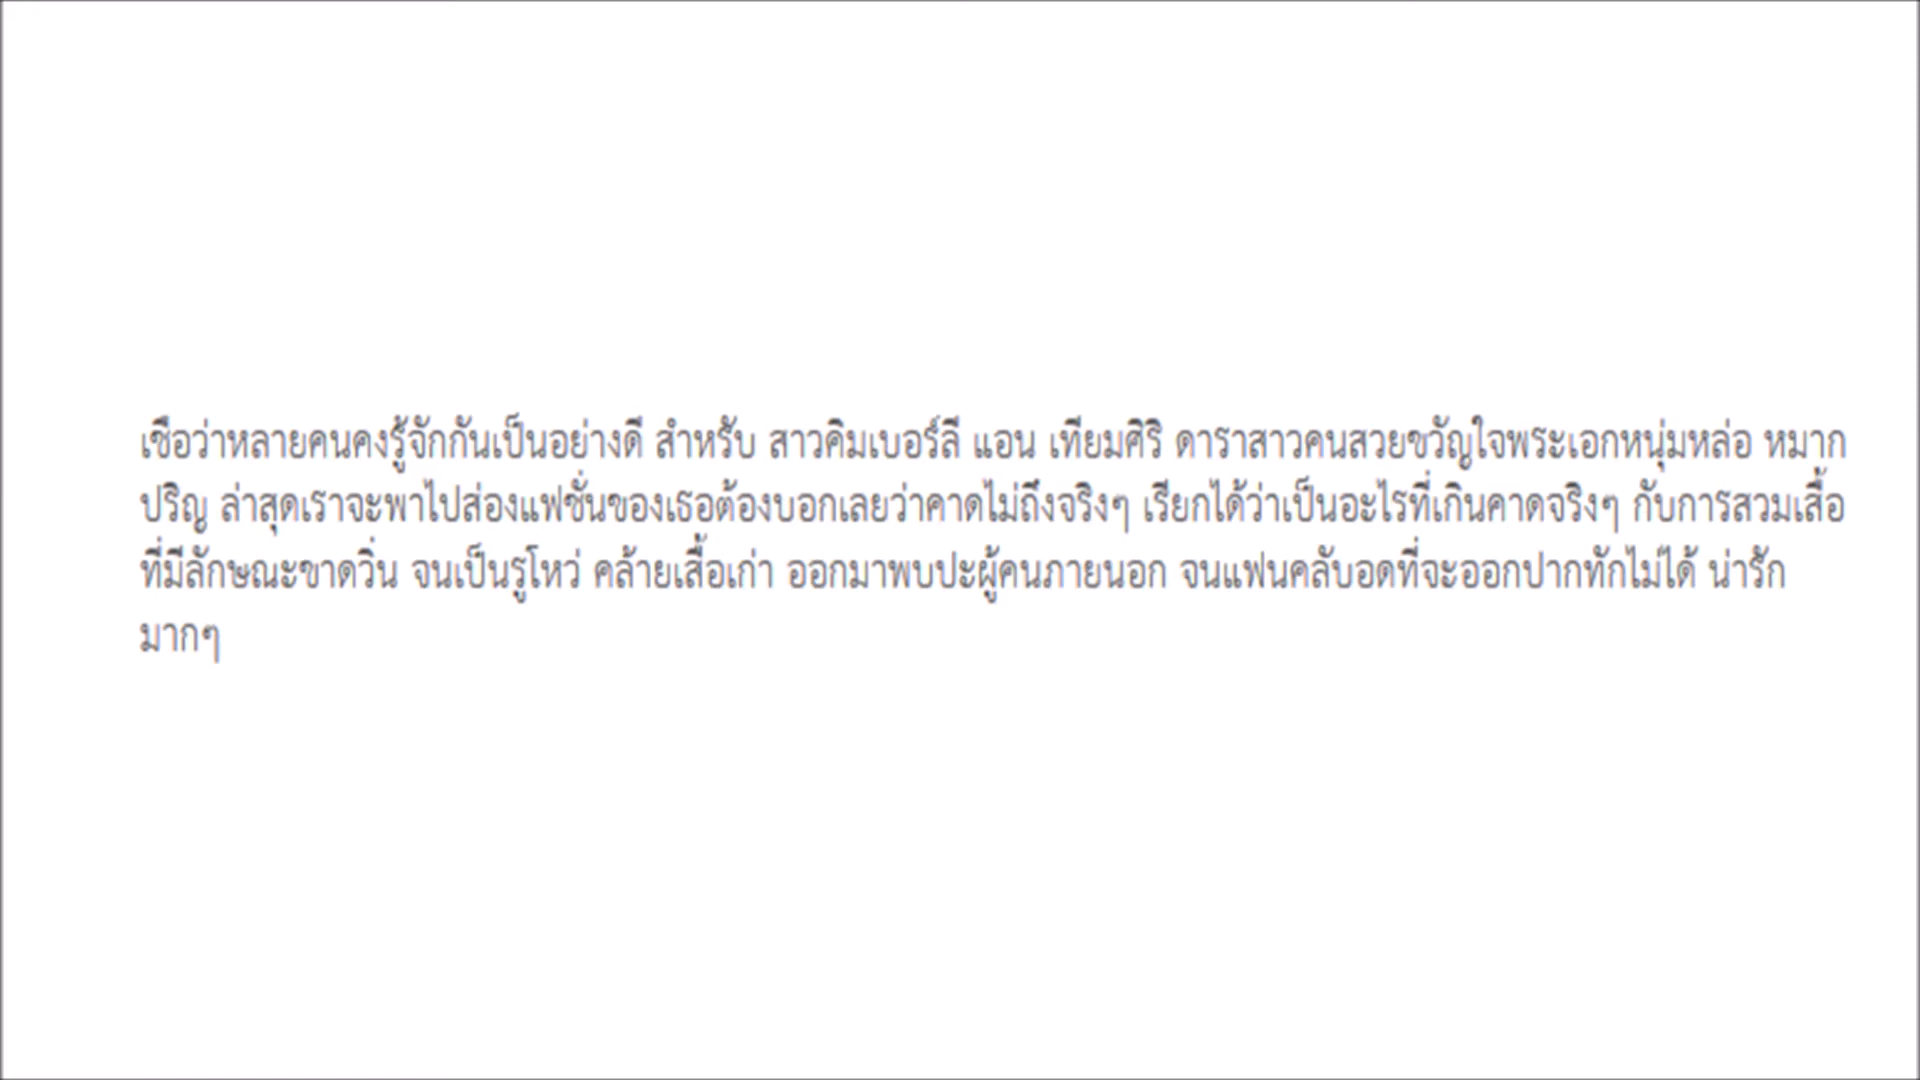 เชื่อว่าหลายคนคงรู้จักกันเป็นอย่างดี สำหรับ สาวคิมเบอร์ลี แอน เทียมศิริ ดาราสาวคนสวยขวัญใจพระเอกหนุ่มหล่อ หมาก
ปริญ ล่าสุดเราจะพาไปส่องแฟชั่นของเธอต้องบอกเลยว่าคาดไม่ถึงจริงๆ เรียกได้ว่าเป็นอะไรที่เกินคาดจริงๆ กับการสวมเสื้อ
ที่มีลักษณะขาดวิ่น จนเป็นรูโหว่ คล้ายเสื้อเก่า ออกมาพบปะผู้คนภายนอก จนแฟนคลับอดที่จะออกปากทักไม่ได้ น่ารัก
มากๆ